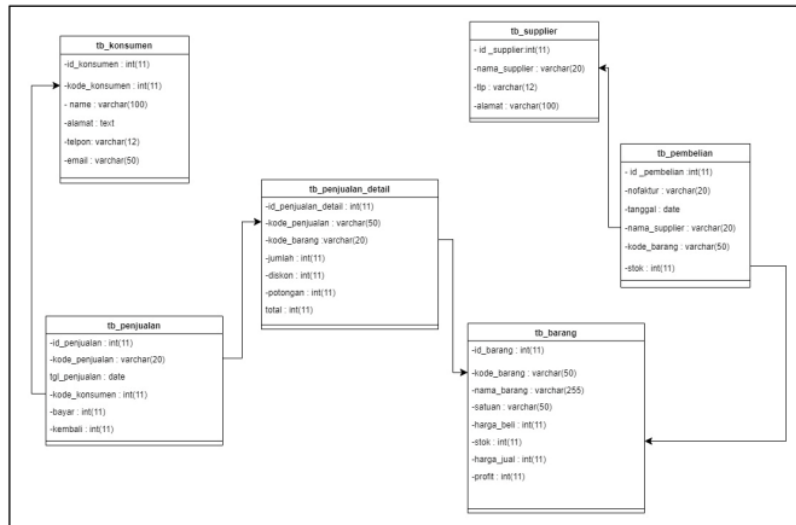 tb_konsumen
-id_konsumen : int(11)
-kode_konsumen : int(11)
- name : varchar(100)
-alamat : text
-telpon: varchar(12)
-email : varchar(50)
tb_supplier
- id _supplier:int(11)
-nama_supplier : varchar(20)
-tlp : varchar(12)
-alamat : varchar(100)
tb_pembelian
- id _pembelian :int(11)
-nofaktur : varchar(20)
-tanggal : date
-nama_supplier : varchar(20)
-kode_barang : varchar(50)
-stok : int(11)
tb_penjualan_detail
-id_penjualan_detail : int(11)
-kode_penjualan : varchar(50)
-kode_barang :varchar(20)
-jumlah : int(11)
-diskon : int(11)
-potongan : int(11)
total : int(11)
tb_penjualan
-id_penjualan : int(11)
-kode_penjualan : varchar(20)
tgl_penjualan : date
-kode_konsumen : int(11)
-bayar : int(11)
-kembali : int(11)
tb_barang
-id_barang : int(11)
-kode_barang : varchar(50)
-nama_barang : varchar(255)
-satuan : varchar(50)
-harga_beli : int(11)
-stok : int(11)
-harga_jual : int(11)
-profit : int(11)